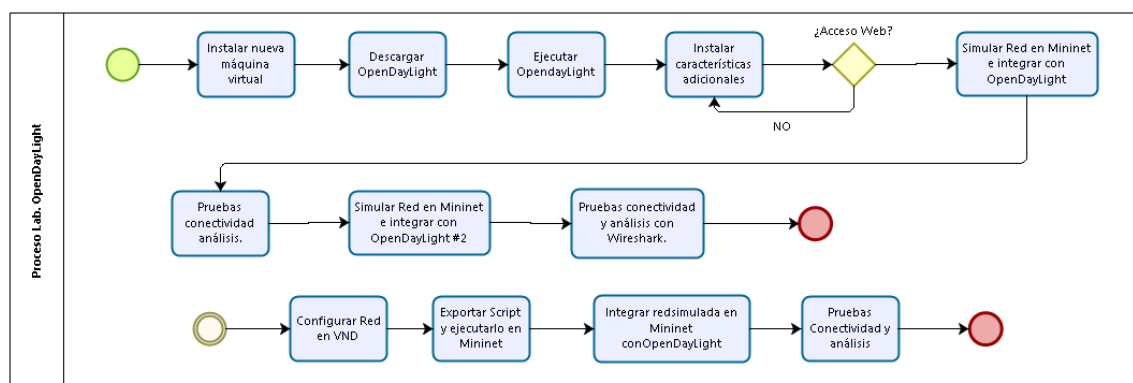 Proceso Lab. OpenDayLight
Instalar nueva
máquina
virtual
Descargar
OpenDayLight
Ejecutar
OpendayLight
Instalar
características
adicionales
¿Acceso Web?
NO
Simular Red en Mininet
e integrar con
OpenDayLight
Pruebas
conectividad
análisis.
Simular Red en Mininet
e integrar con
OpenDayLight #2
Pruebas conectividad
y análisis con
Wireshark.
Configurar Red
en VND
Exportar Script
y ejecutarlo en
Mininet
Integrar redsimulada en
Mininet
conOpenDayLight
Pruebas
Conectividad y
análisis